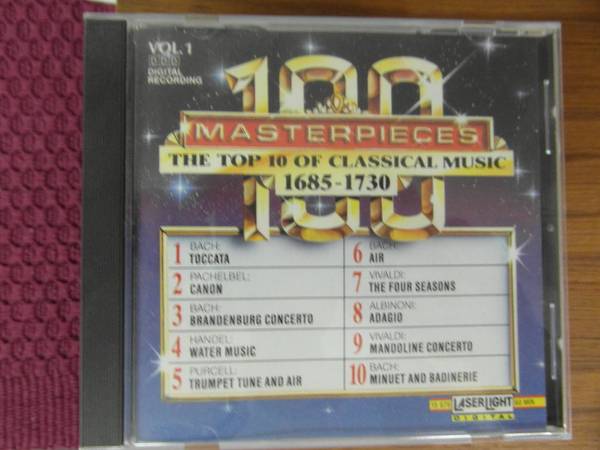 VOL. 1
DDD
DIGITAL
RECORDING
100
MASTERPIECES
THE TOP 10 OF CLASSICAL MUSIC
1685-1730
1 BACH:
TOCCATA
2 PACHELBEL:
CANON
3 BACH:
BRANDENBURG CONCERTO
4 HANDEL:
WATER MUSIC
5 PURCELL:
TRUMPET TUNE AND AIR
6 BACH:
AIR
7 VIVALDI:
THE FOUR SEASONS
8 ALBINONI:
ADAGIO
9 VIVALDI:
MANDOLINE CONCERTO
10 BACH:
MINUET AND BADINERIE
LASERLIGHT
DIGITAL